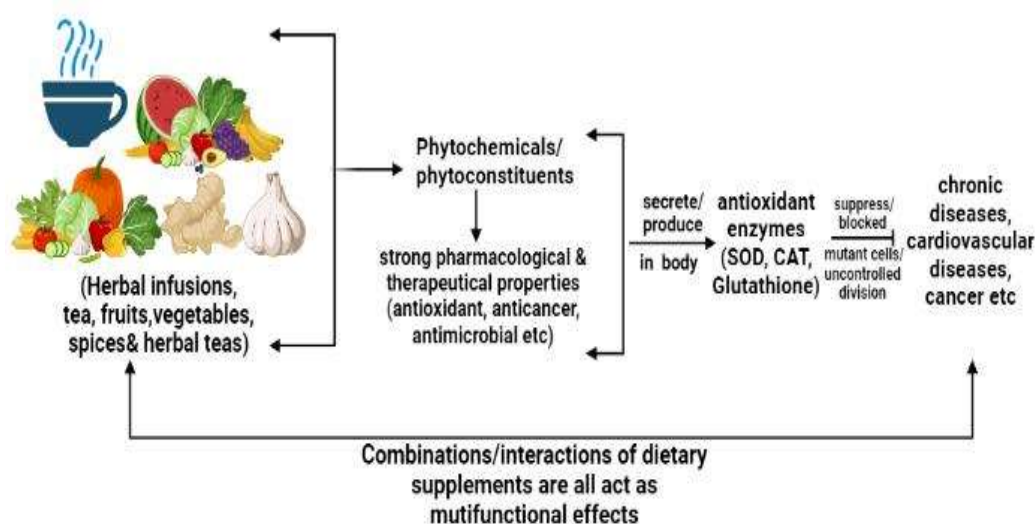 (Herbal infusions,
tea, fruits,vegetables,
spices& herbal teas)
Phytochemicals/
phytoconstituents
strong pharmacological &
therapeutical properties
(antioxidant, anticancer,
antimicrobial etc)
secrete/
produce
in body
antioxidant
enzymes
(SOD, CAT,
Glutathione)
suppress/
blocked
mutant cells/
uncontrolled
division
chronic
diseases,
cardiovascular
diseases,
cancer etc
Combinations/interactions of dietary
supplements are all act as
mutifunctional effects